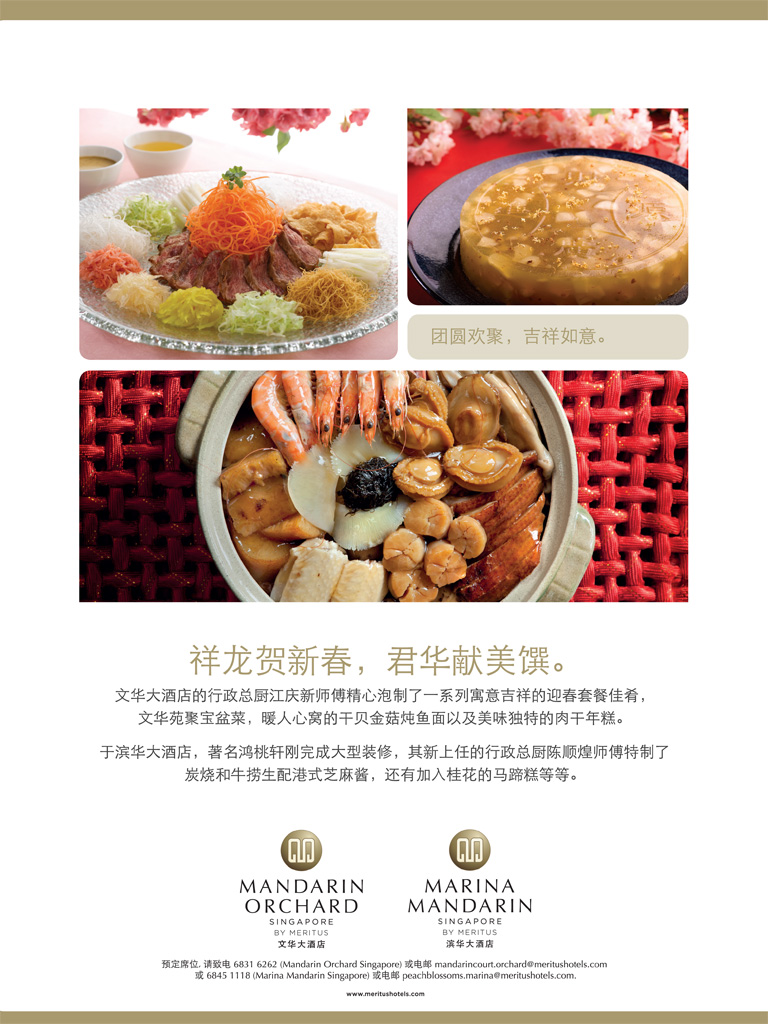 团圆欢聚，吉祥如意。
祥龙贺新春，君华献美馔。
文华大酒店的行政总厨江庆新师傅精心泡制了一系列寓意吉祥的迎春套餐佳肴，
文华苑聚宝盆菜，暖人心窝的干贝金菇炖鱼面以及美味独特的肉干年糕。
于滨华大酒店，著名鸿桃轩刚完成大型装修，其新上任的行政总厨陈顺煌师傅特制了
炭烧和牛捞生配港式芝麻酱，还有加入桂花的马蹄糕等等。
MANDARIN
ORCHARD
SINGAPORE
BY MERITUS
文华大酒店
MARINA
MANDARIN
SINGAPORE
BY MERITUS
滨华大酒店
预定席位, 请致电 6831 6262 (Mandarin Orchard Singapore) 或电邮 mandarincourt.orchard@meritushotels.com
或 6845 1118 (Marina Mandarin Singapore) 或电邮 peachblossoms.marina@meritushotels.com.
www.meritushotels.com